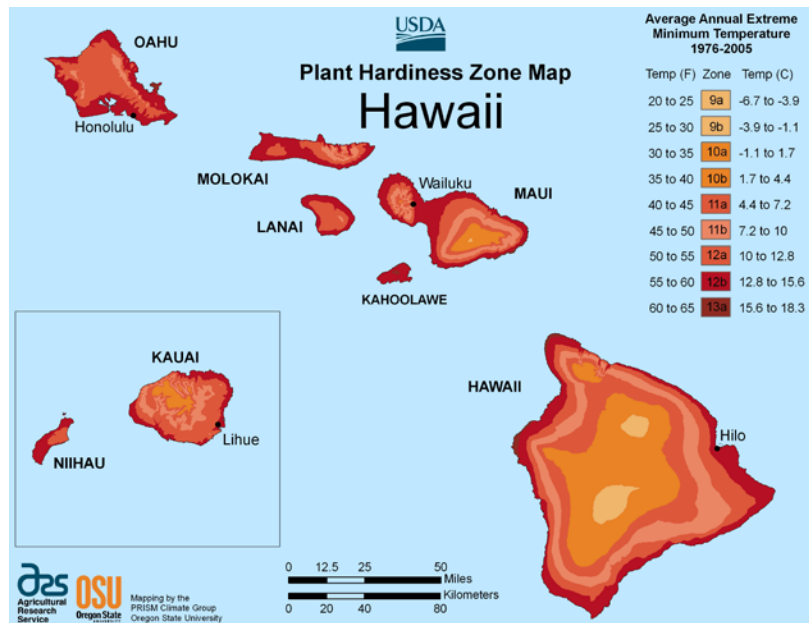 USDA
Plant Hardiness Zone Map
Hawaii
Average Annual Extreme
Minimum Temperature
1976-2005
Temp (F) Zone Temp (C)
20 to 25 9a -6.7 to -3.9
25 to 30 9b -3.9 to -1.1
30 to 35 10a -1.1 to 1.7
35 to 40 10b 1.7 to 4.4
40 to 45 11a 4.4 to 7.2
45 to 50 11b 7.2 to 10
50 to 55 12a 10 to 12.8
55 to 60 12b 12.8 to 15.6
60 to 65 13a 15.6 to 18.3
OAHU
Honolulu
MOLOKAI
LANAI
Wailuku
MAUI
KAHOOLAWE
KAUAI
Lihue
NIIHAU
HAWAII
Hilo
0 12.5 25 50
Miles
Kilometers
0 20 40 80
ars
Agricultural
Research
Service
OSU
Oregon State
UNIVERSITY
Mapping by the
PRISM Climate Group
Oregon State University